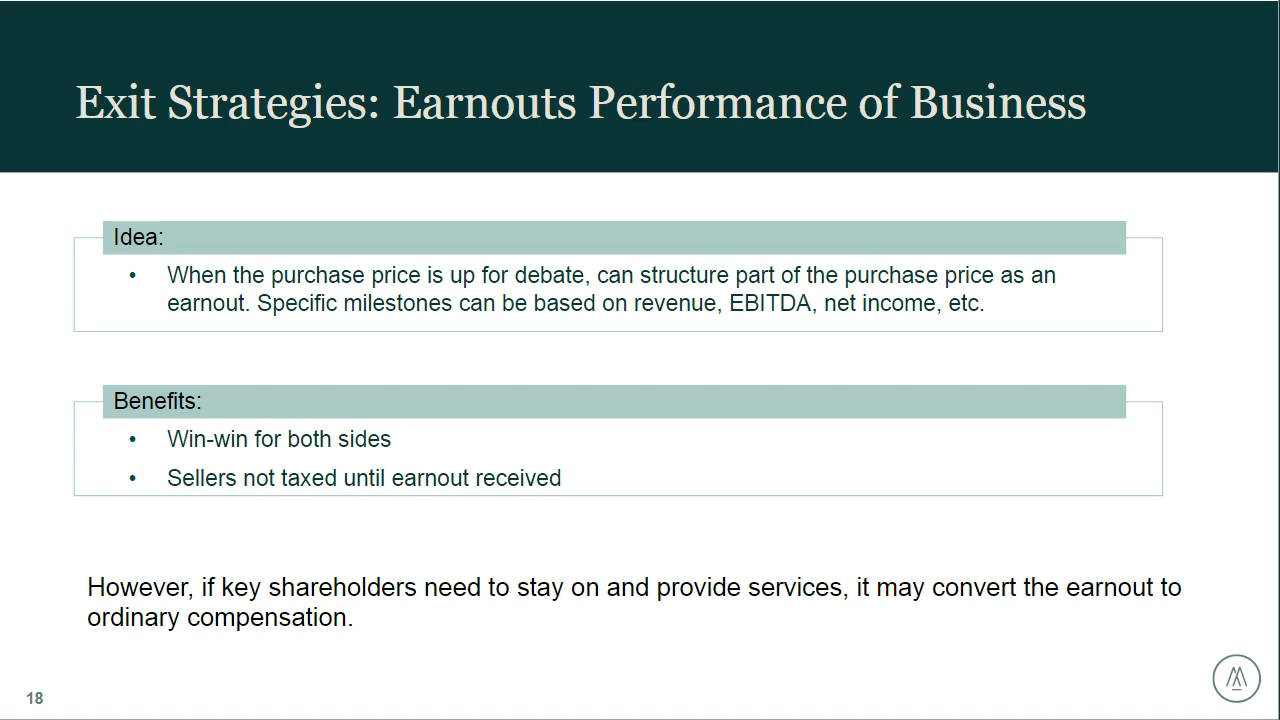 Exit Strategies: Earnouts Performance of Business
Idea:
• When the purchase price is up for debate, can structure part of the purchase price as an
earnout. Specific milestones can be based on revenue, EBITDA, net income, etc.
Benefits:
• Win-win for both sides
• Sellers not taxed until earnout received
However, if key shareholders need to stay on and provide services, it may convert the earnout to
ordinary compensation.
18